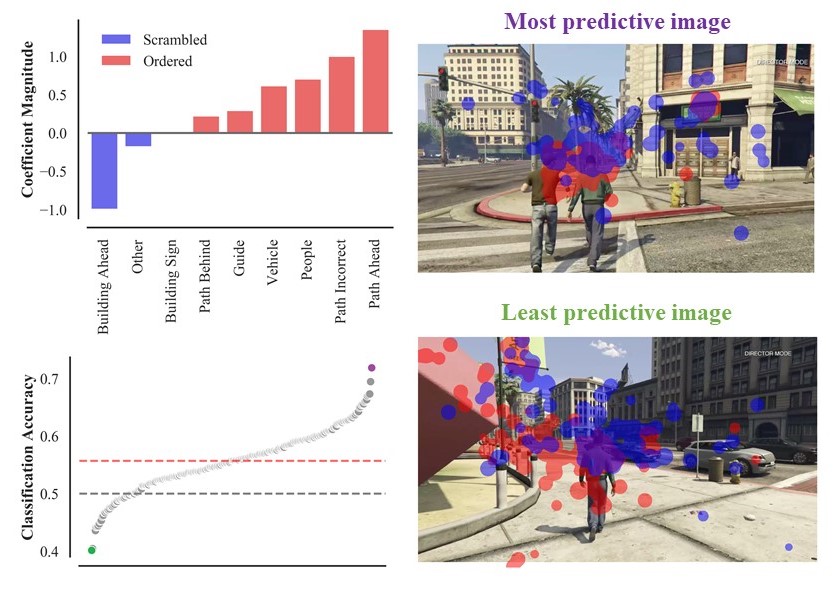 Coefficient Magnitude
1.0
0.5
0.0
−0.5
−1.0
Scrambled
Ordered
Building Ahead
Other
Building Sign
Path Behind
Guide
Vehicle
People
Path Incorrect
Path Ahead
Most predictive image
DIRECTOR MODE
Classification Accuracy
0.7
0.6
0.5
0.4
Least predictive image
DIRECTOR MODE